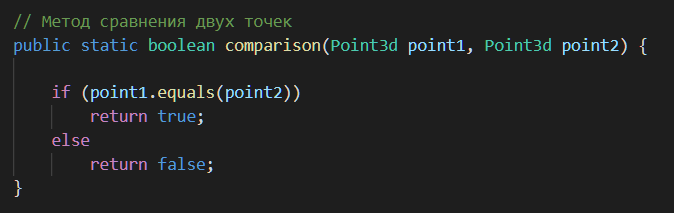 // Метод сравнения двух точек
public static boolean comparison(Point3d point1, Point3d point2) {
if (point1.equals(point2))
return true;
else
return false;
}